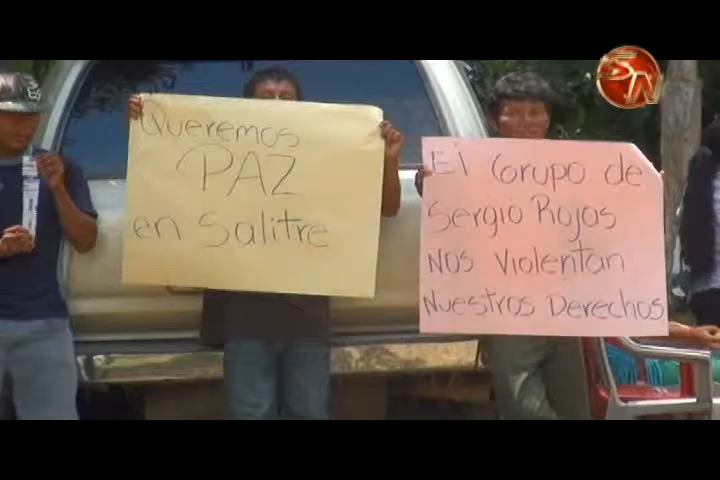 Queremos
PAZ
en Salitre
El Grupo de
Sergio Rojas
Nos Violentan
Nuestros Derechos